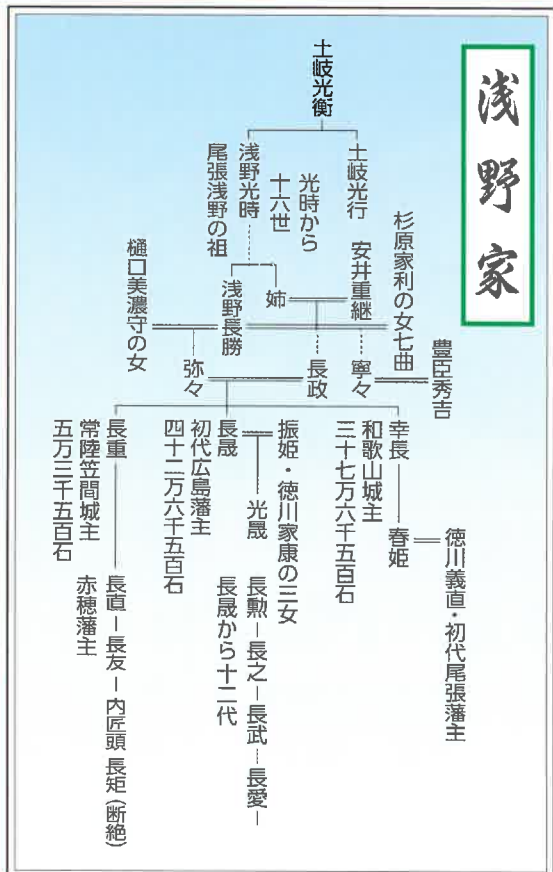 浅野家
土岐光衡
土岐光行
浅野光時
尾張浅野の祖
光時から
十六世
杉原家利の女七曲
安井重継
姉
浅野長勝
樋口美濃守の女
豊臣秀吉
寧々
長政
弥々
徳川義直・初代尾張藩主
春姫
幸長
和歌山城主
三十七万六千五百石
振姫・徳川家康の三女
光晟
長晟
初代広島藩主
四十二万六千五百石
長勲ー長之ー長武…長愛ー
長晟から十二代
長重
常陸笠間城主
五万三千五百石
長直ー長友ー内匠頭 長矩(断絶)
赤穂藩主